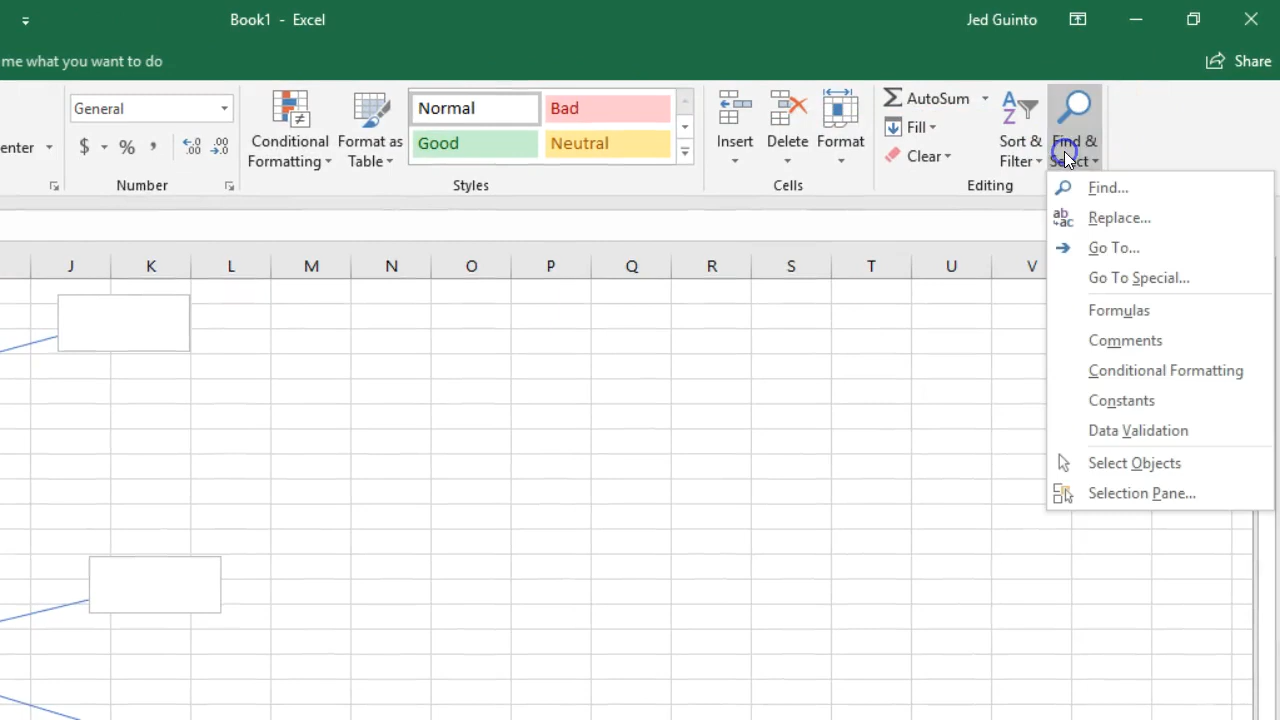 Book1 - Excel
Jed Guinto
me what you want to do
Share
General
enter
$ % ,
.00
.00
Conditional
Formatting
Format as
Table
Normal
Bad
Good
Neutral
Insert
Delete
Format
AutoSum
Fill
Clear
Sort &
Filter
Find &
Select
Number
Styles
Cells
Editing
Find...
Replace...
Go To...
Go To Special...
Formulas
Comments
Conditional Formatting
Constants
Data Validation
Select Objects
Selection Pane...
J K L M N O P Q R S T U V